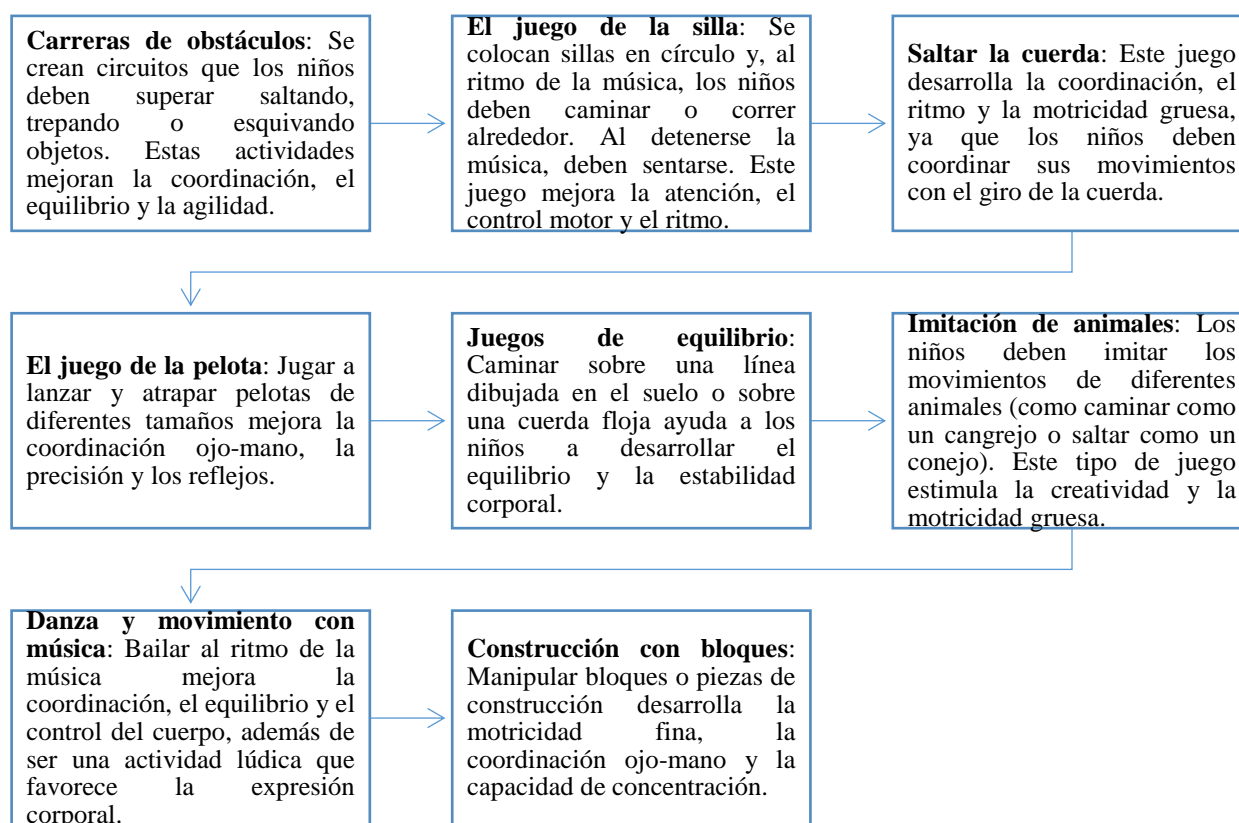 Carreras de obstáculos: Se
crean circuitos que los niños
deben superar saltando,
trepando o esquivando
objetos. Estas actividades
mejoran la coordinación, el
equilibrio y la agilidad.
El juego de la silla: Se
colocan sillas en círculo y, al
ritmo de la música, los niños
deben caminar o correr
alrededor. Al detenerse la
música, deben sentarse. Este
juego mejora la atención, el
control motor y el ritmo.
Saltar la cuerda: Este juego
desarrolla la coordinación, el
ritmo y la motricidad gruesa,
ya que los niños deben
coordinar sus movimientos
con el giro de la cuerda.
El juego de la pelota: Jugar a
lanzar y atrapar pelotas de
diferentes tamaños mejora la
coordinación ojo-mano, la
precisión y los reflejos.
Juegos de equilibrio:
Caminar sobre una línea
dibujada en el suelo o sobre
una cuerda floja ayuda a los
niños a desarrollar el
equilibrio y la estabilidad
corporal.
Imitación de animales: Los
niños deben imitar los
movimientos de diferentes
animales (como caminar como
un cangrejo o saltar como un
conejo). Este tipo de juego
estimula la creatividad y la
motricidad gruesa.
Danza y movimiento con
música: Bailar al ritmo de la
música mejora la
coordinación, el equilibrio y el
control del cuerpo, además de
ser una actividad lúdica que
favorece la expresión
corporal.
Construcción con bloques:
Manipular bloques o piezas de
construcción desarrolla la
motricidad fina, la
coordinación ojo-mano y la
capacidad de concentración.